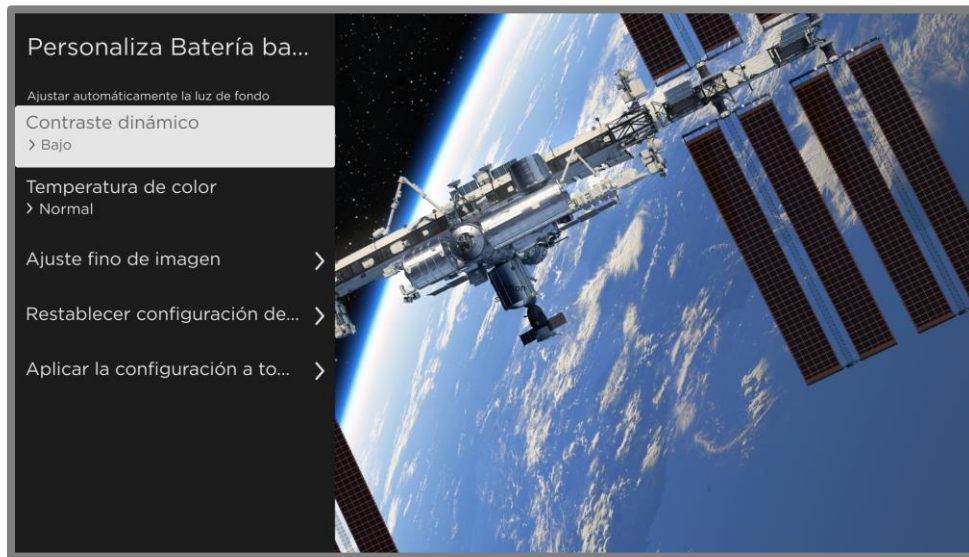 Personaliza Batería ba...
Ajustar automáticamente la luz de fondo
Contraste dinámico
> Bajo
Temperatura de color
> Normal
Ajuste fino de imagen >
Restablecer configuración de... >
Aplicar la configuración a to... >